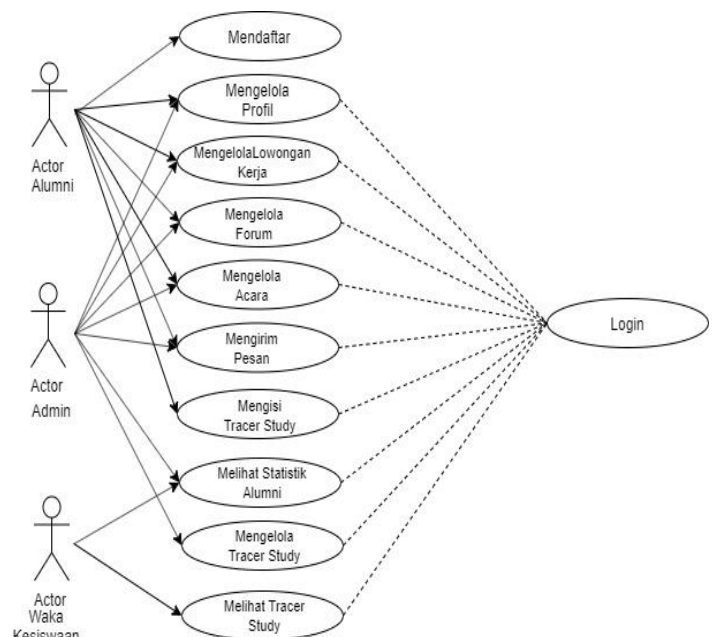 Mendaftar
Mengelola
Profil
MengelolaLowongan
Kerja
Mengelola
Forum
Mengelola
Acara
Mengirim
Pesan
Mengisi
Tracer Study
Melihat Statistik
Alumni
Mengelola
Tracer Study
Melihat Tracer
Study
Actor
Alumni
Actor
Admin
Actor
Waka
Kesiswaan
Login